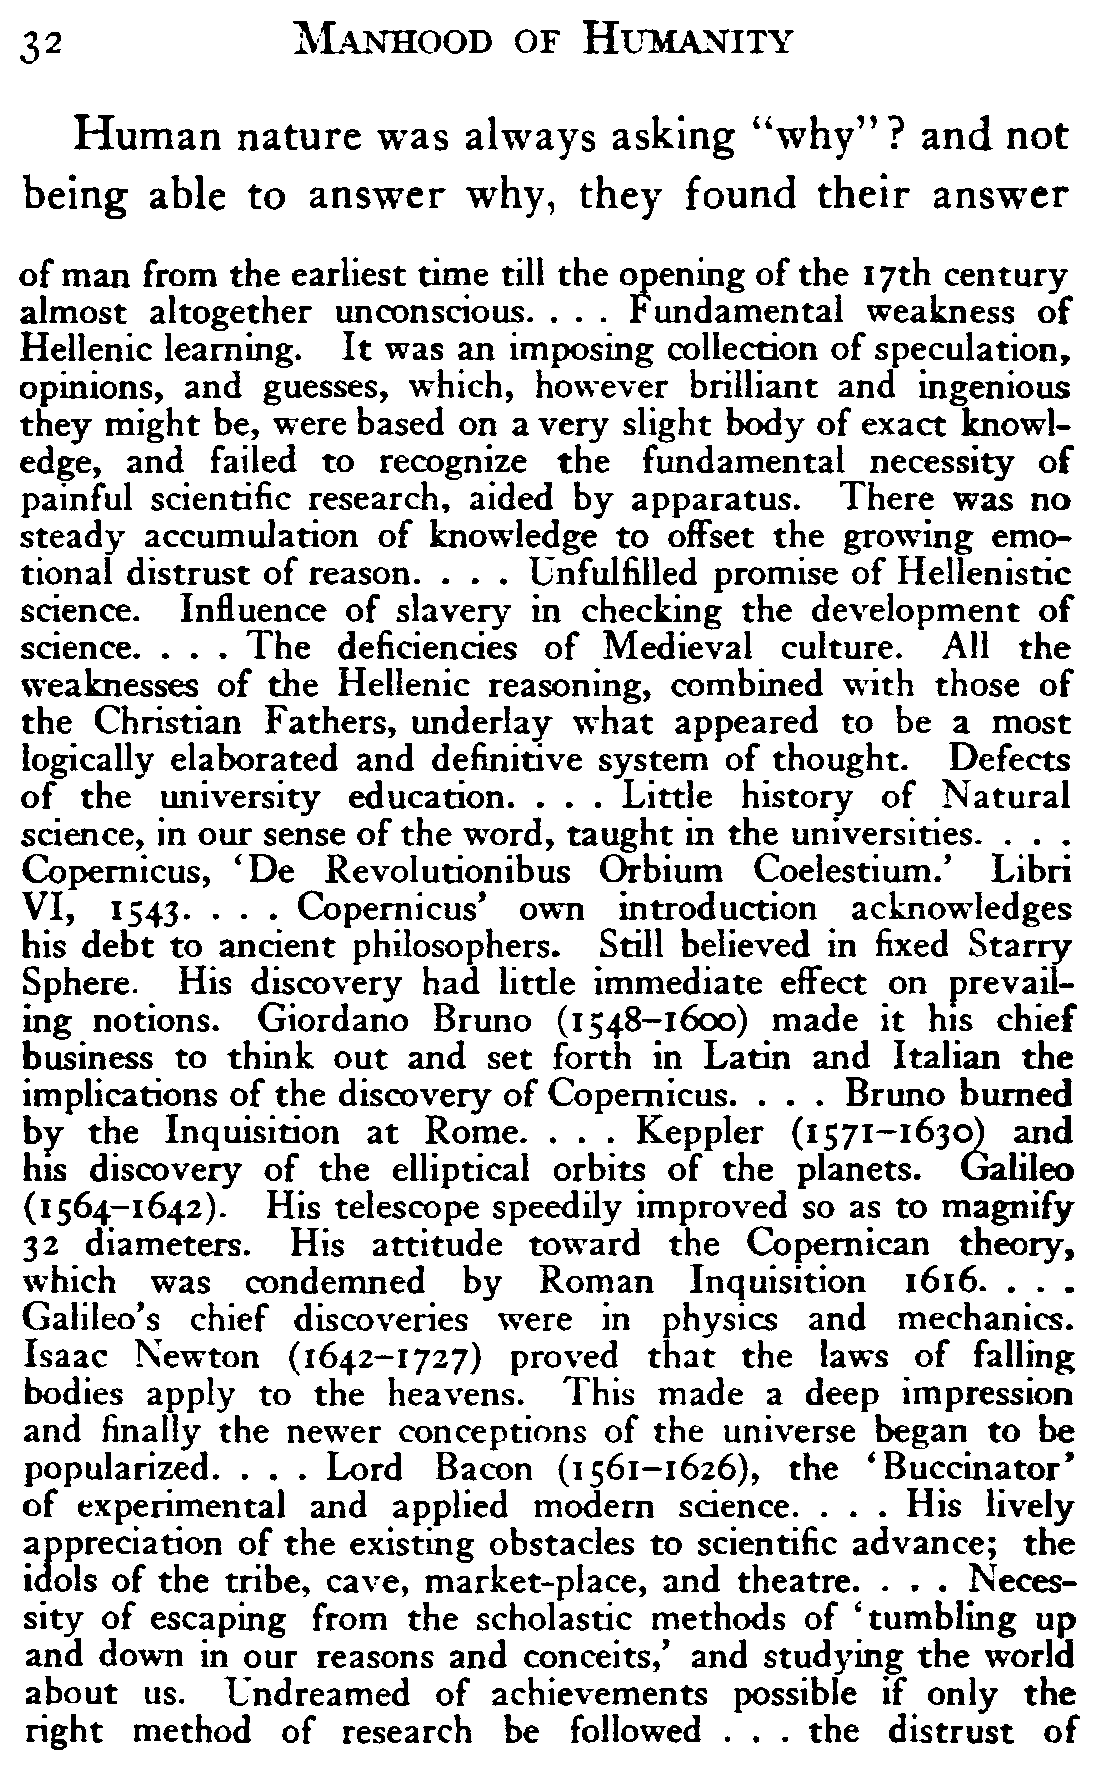 32 MANHOOD OF HUMANITY
Human nature was always asking “why”? and not
being able to answer why, they found their answer
of man from the earliest time till the opening of the 17th century
almost altogether unconscious. . . . Fundamental weakness of
Hellenic learning. It was an imposing collection of speculation,
opinions, and guesses, which, however brilliant and ingenious
they might be, were based on a very slight body of exact knowl-
edge, and failed to recognize the fundamental necessity of
painful scientific research, aided by apparatus. There was no
steady accumulation of knowledge to offset the growing emo-
tional distrust of reason. . . . Unfulfilled promise of Hellenistic
science. Influence of slavery in checking the development of
science. . . . The deficiencies of Medieval culture. All the
weaknesses of the Hellenic reasoning, combined with those of
the Christian Fathers, underlay what appeared to be a most
logically elaborated and definitive system of thought. Defects
of the university education. . . . Little history of Natural
science, in our sense of the word, taught in the universities. . . .
Copernicus, ‘De Revolutionibus Orbium Coelestium.’ Libri
VI, 1543. . . . Copernicus’ own introduction acknowledges
his debt to ancient philosophers. Still believed in fixed Starry
Sphere. His discovery had little immediate effect on prevail-
ing notions. Giordano Bruno (1548–1600) made it his chief
business to think out and set forth in Latin and Italian the
implications of the discovery of Copernicus. . . . Bruno burned
by the Inquisition at Rome. . . . Keppler (1571–1630) and
his discovery of the elliptical orbits of the planets. Galileo
(1564–1642). His telescope speedily improved so as to magnify
32 diameters. His attitude toward the Copernican theory,
which was condemned by Roman Inquisition 1616. . . .
Galileo’s chief discoveries were in physics and mechanics.
Isaac Newton (1642–1727) proved that the laws of falling
bodies apply to the heavens. This made a deep impression
and finally the newer conceptions of the universe began to be
popularized. . . . Lord Bacon (1561–1626), the ‘Buccinator’
of experimental and applied modern science. . . . His lively
appreciation of the existing obstacles to scientific advance; the
idols of the tribe, cave, market-place, and theatre. . . . Neces-
sity of escaping from the scholastic methods of ‘tumbling up
and down in our reasons and conceits,’ and studying the world
about us. Undreamed of achievements possible if only the
right method of research be followed . . . the distrust of